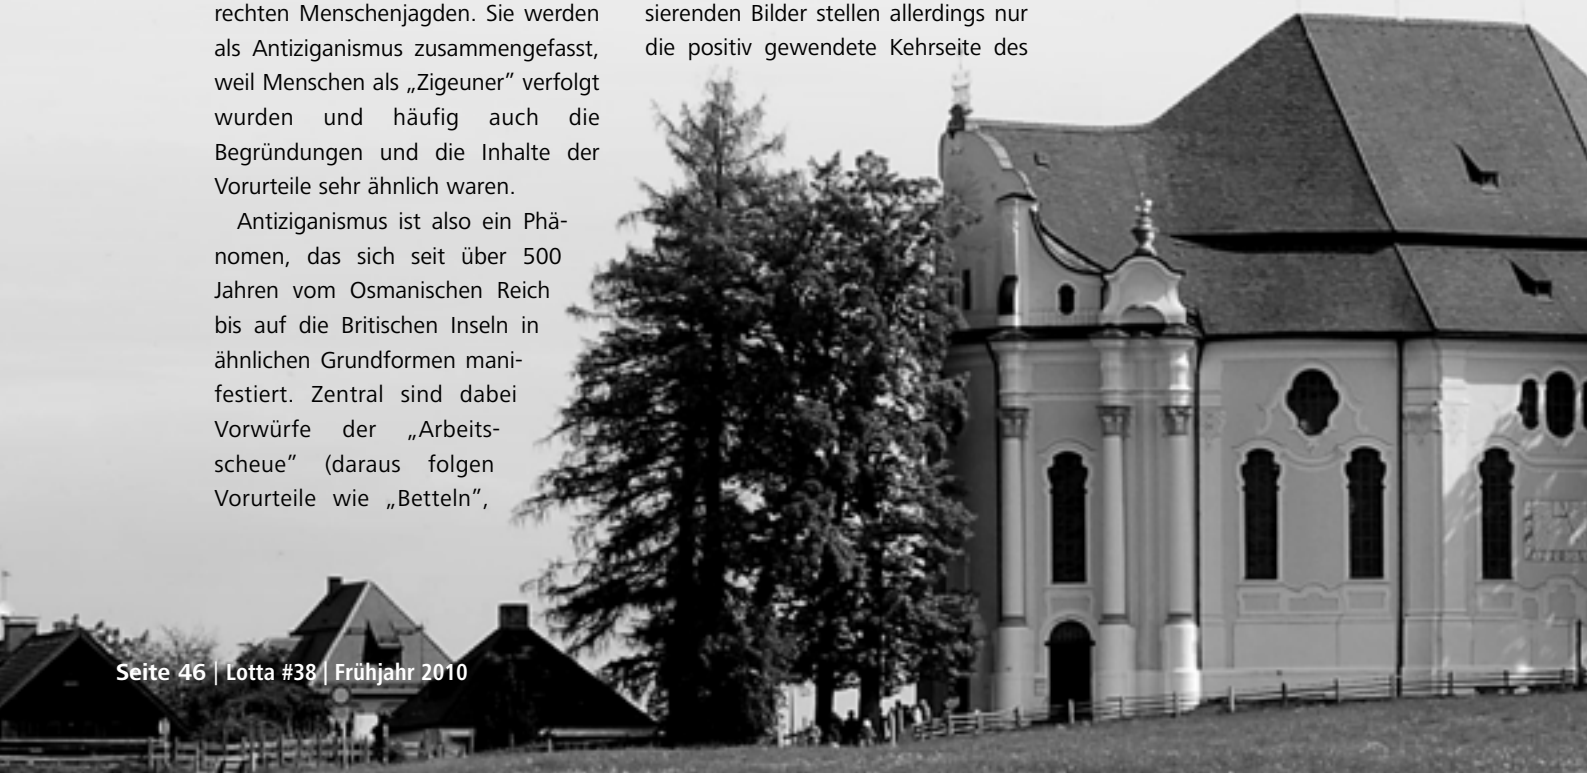 rechten Menschenjagden. Sie werden
als Antiziganismus zusammengefasst,
weil Menschen als „Zigeuner” verfolgt
wurden und häufig auch die
Begründungen und die Inhalte der
Vorurteile sehr ähnlich waren.
Antiziganismus ist also ein Phä-
nomen, das sich seit über 500
Jahren vom Osmanischen Reich
bis auf die Britischen Inseln in
ähnlichen Grundformen mani-
festiert. Zentral sind dabei
Vorwürfe der „Arbeits-
scheue” (daraus folgen
Vorurteile wie „Betteln”,
sierenden Bilder stellen allerdings nur
die positiv gewendete Kehrseite des
Seite 46 | Lotta #38 | Frühjahr 2010